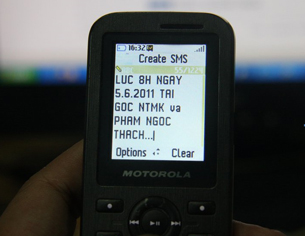 16:32
Create SMS
LUC 8H NGAY
5.6.2011 TAI
GOC NTMK va
PHAM NGOC
THACH...
Options Clear
MOTOROLA